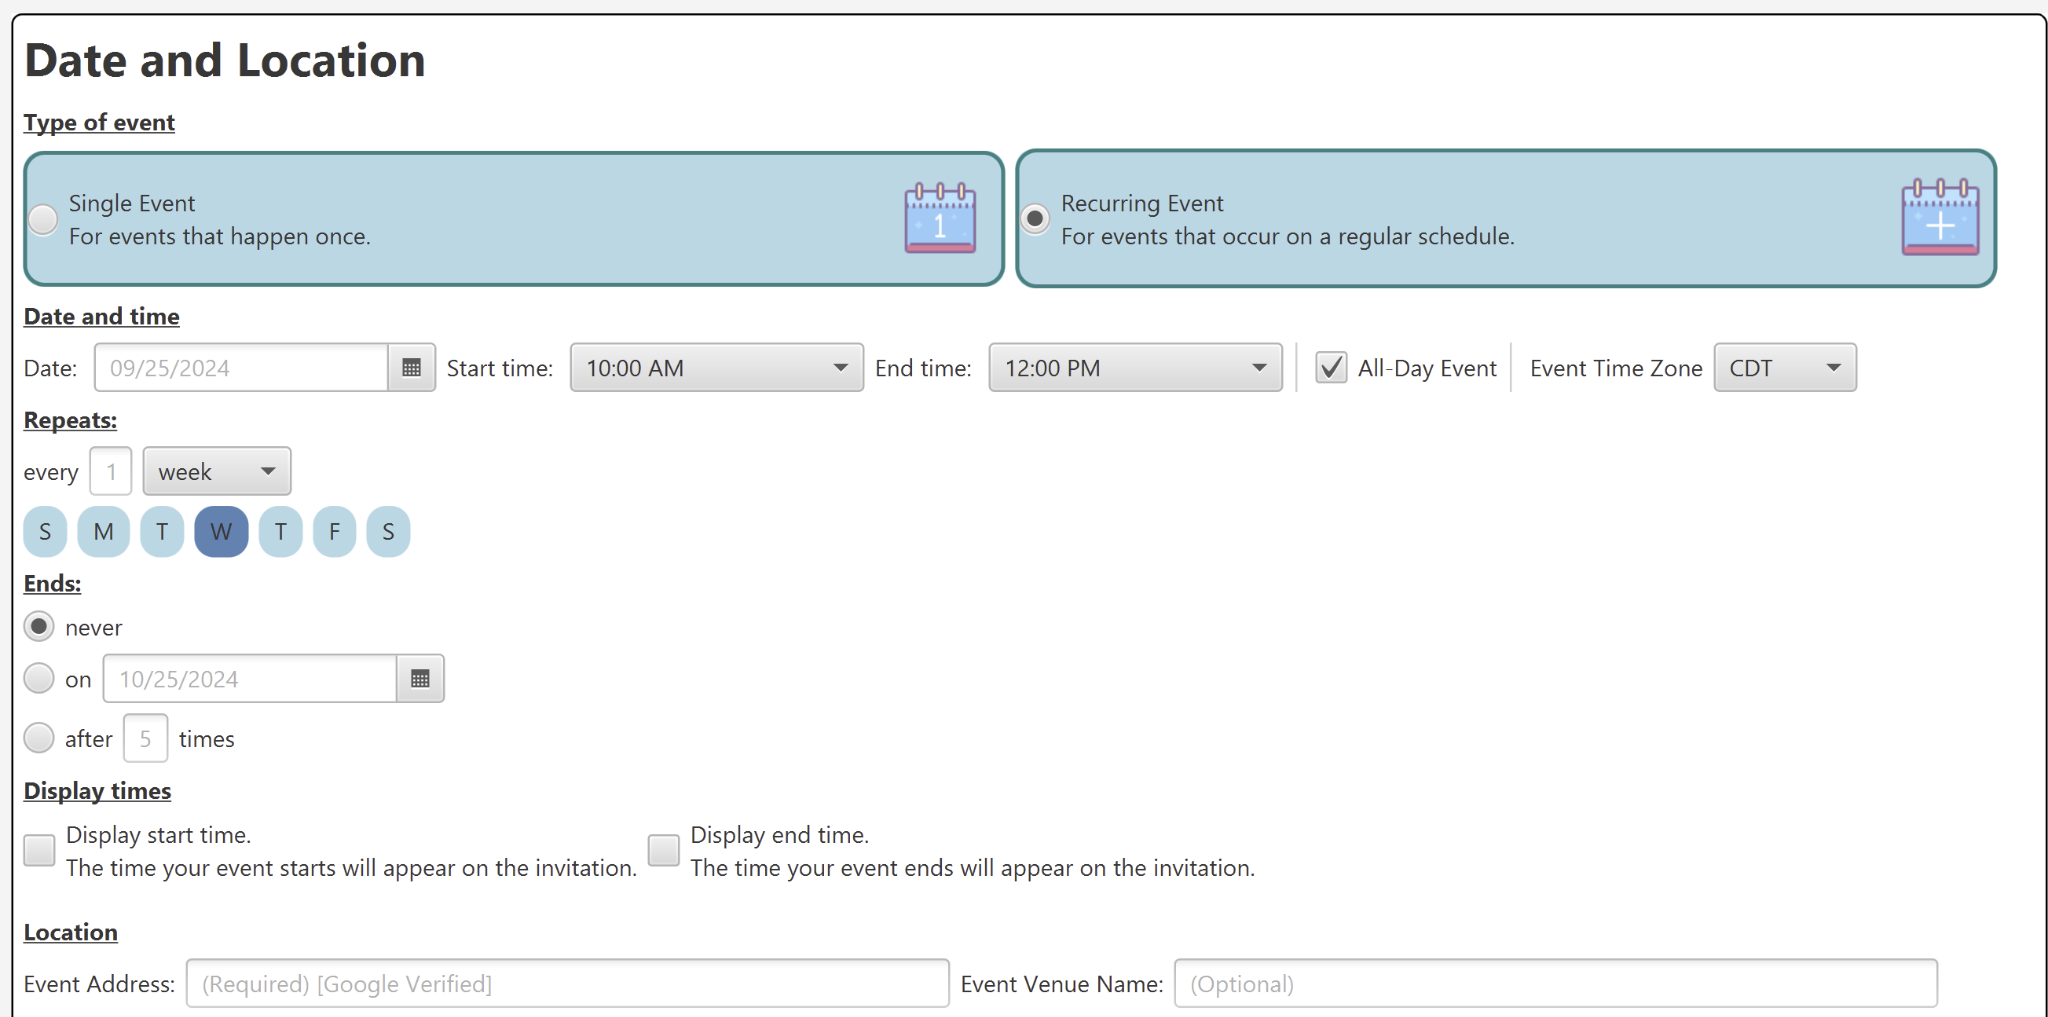 Date and Location
Type of event
Single Event
For events that happen once.
1
Recurring Event
For events that occur on a regular schedule.
Date and time
Date: 09/25/2024 Start time: 10:00 AM End time: 12:00 PM All-Day Event Event Time Zone CDT
Repeats:
every 1 week
S M T W T F S
Ends:
never
on 10/25/2024
after 5 times
Display times
Display start time.
The time your event starts will appear on the invitation.
Display end time.
The time your event ends will appear on the invitation.
Location
Event Address: (Required) [Google Verified] Event Venue Name: (Optional)